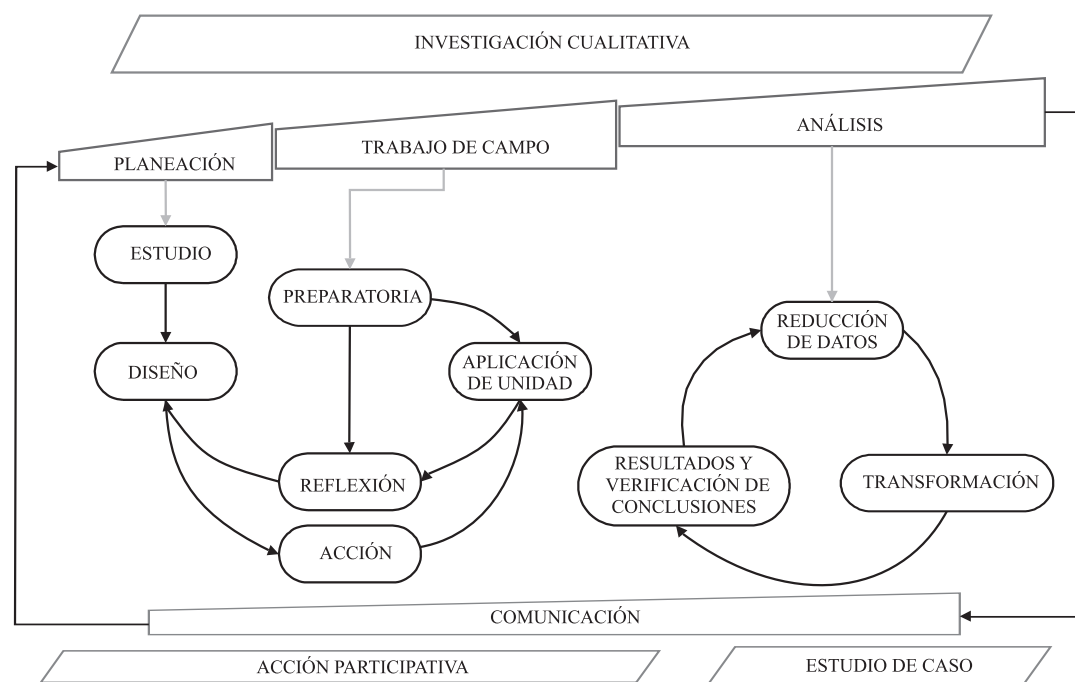 INVESTIGACIÓN CUALITATIVA
PLANEACIÓN
TRABAJO DE CAMPO
ANÁLISIS
ESTUDIO
DISEÑO
PREPARATORIA
APLICACIÓN
DE UNIDAD
REFLEXIÓN
ACCIÓN
REDUCCIÓN
DE DATOS
TRANSFORMACIÓN
RESULTADOS Y
VERIFICACIÓN DE
CONCLUSIONES
COMUNICACIÓN
ACCIÓN PARTICIPATIVA
ESTUDIO DE CASO